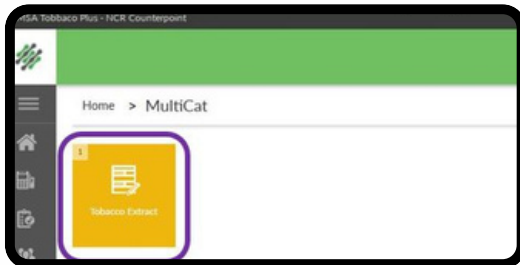 MSA Tobbaco Plus - NCR Counterpoint
Home > MultiCat
1
Tobacco Extract